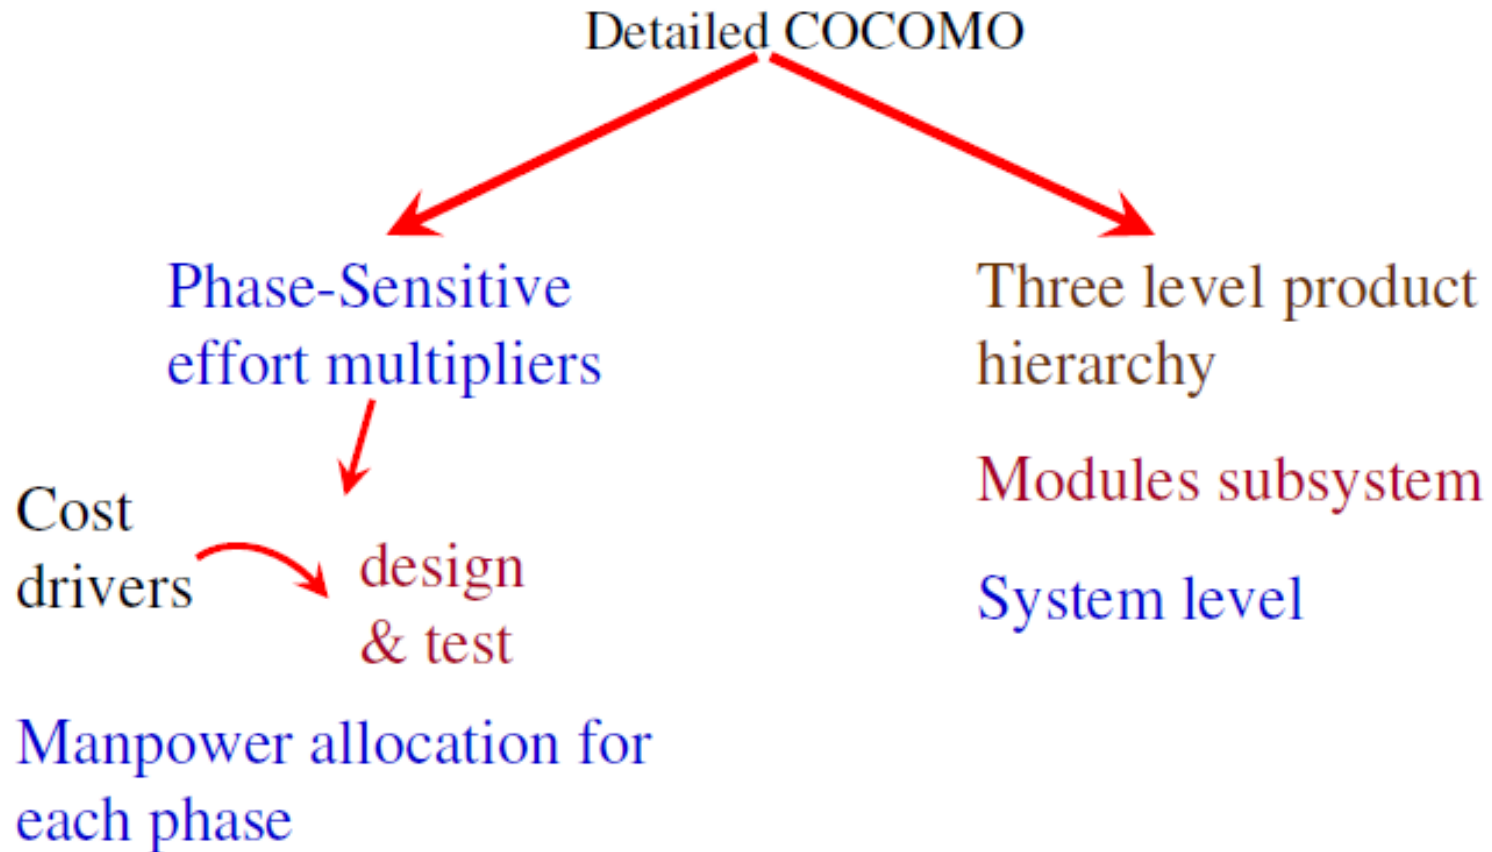 Detailed COCOMO
Phase-Sensitive
effort multipliers
Cost
drivers
design
& test
Manpower allocation for
each phase
Three level product
hierarchy
Modules subsystem
System level